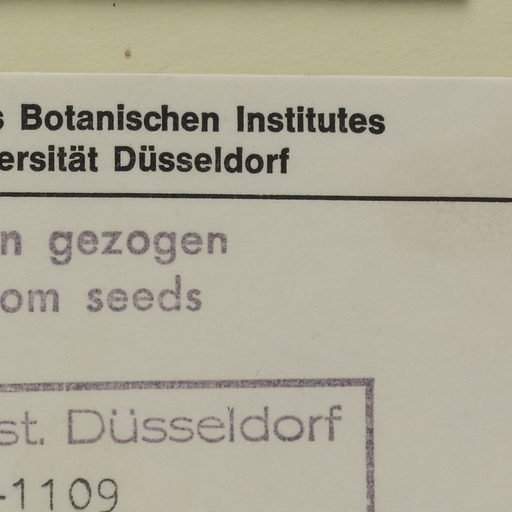 s Botanischen Institutes
ersität Düsseldorf
n gezogen
om seeds
st. Düsseldorf
-1109